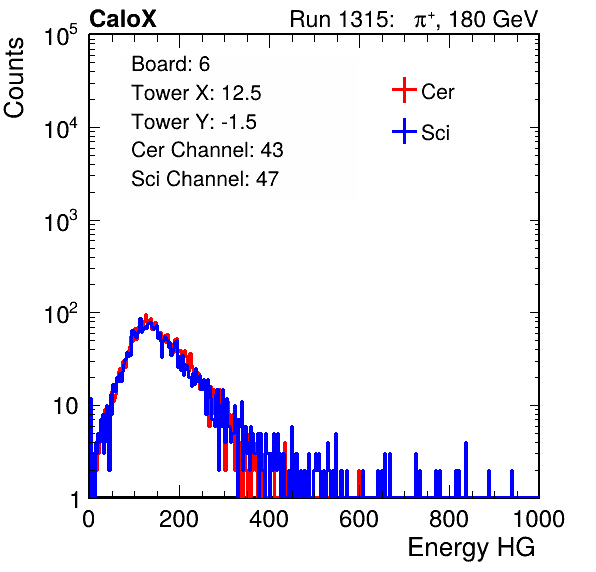 CaloX Run 1315: π⁺, 180 GeV
Counts
10⁵
10⁴
10³
10²
10
1
Board: 6
Tower X: 12.5
Tower Y: -1.5
Cer Channel: 43
Sci Channel: 47
Cer
Sci
0 200 400 600 800 1000
Energy HG